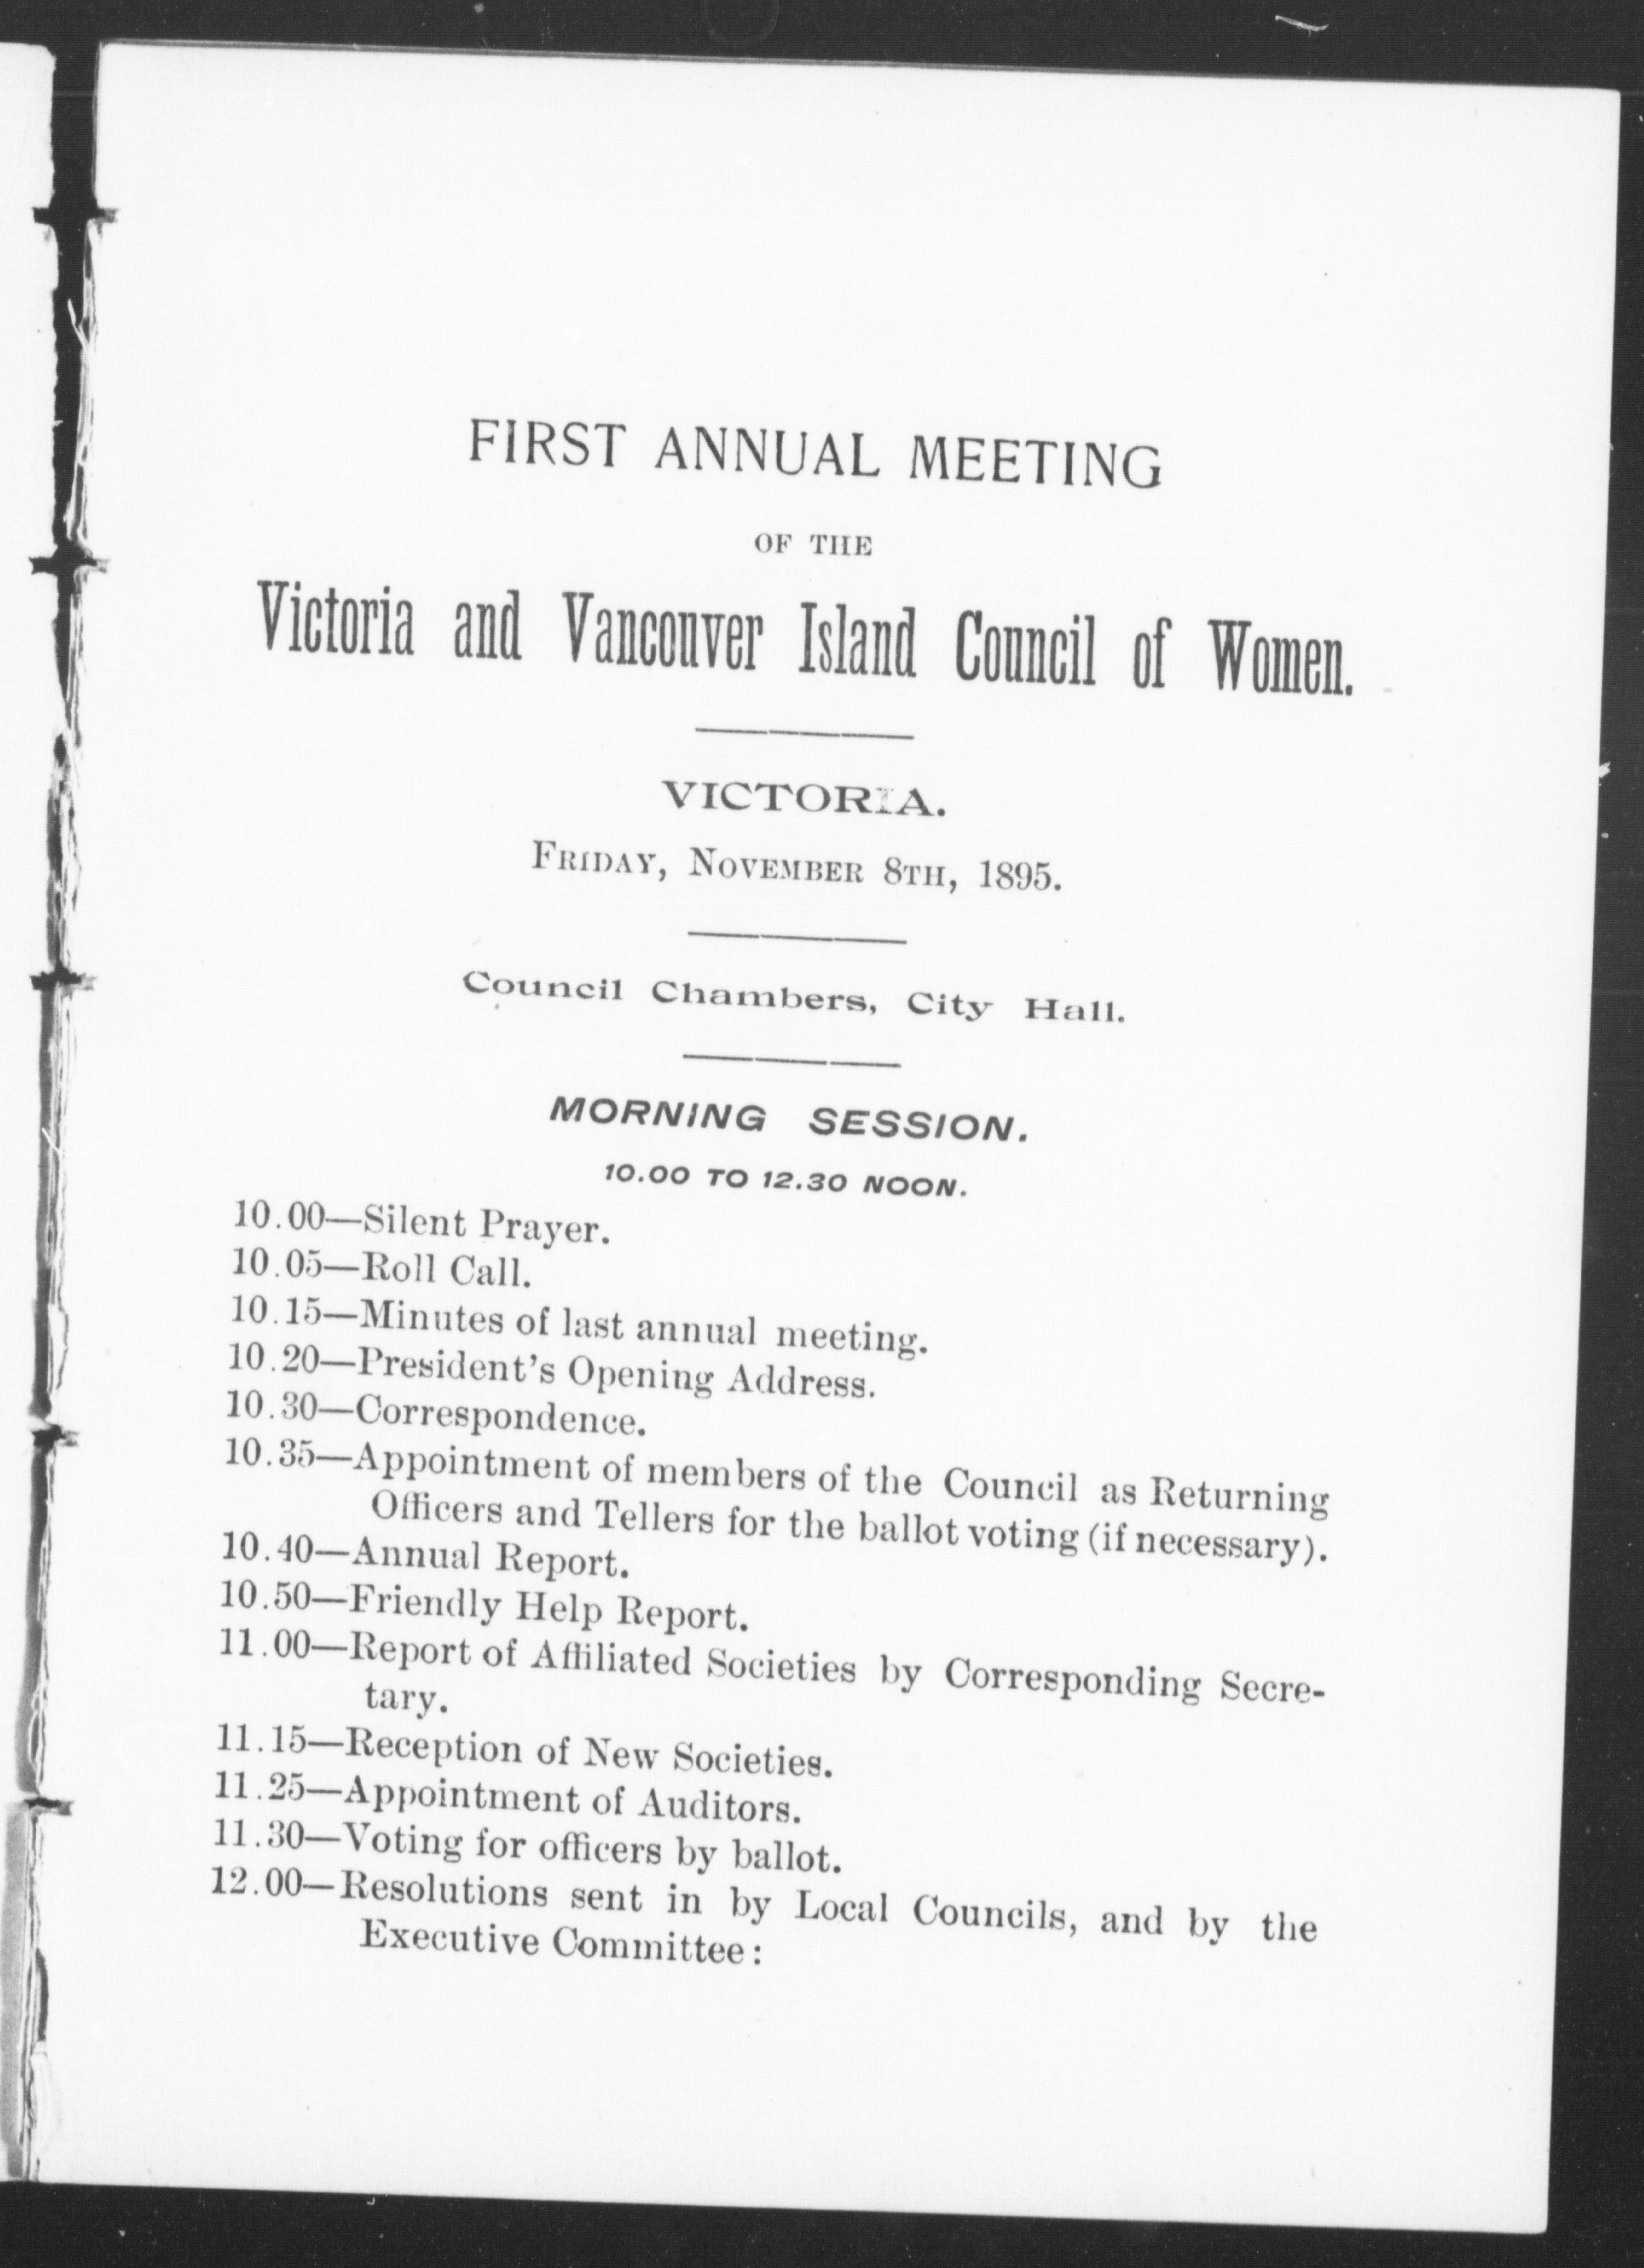 FIRST ANNUAL MEETING
OF THE
Victoria and Vancouver Island Council of Women.
VICTORIA.
FRIDAY, NOVEMBER 8TH, 1895.
Council Chambers, City Hall.
MORNING SESSION.
10.00 TO 12.30 NOON.
10.00—Silent Prayer.
10.05—Roll Call.
10.15—Minutes of last annual meeting.
10.20—President's Opening Address.
10.30—Correspondence.
10.35—Appointment of members of the Council as Returning
Officers and Tellers for the ballot voting (if necessary).
10.40—Annual Report.
10.50—Friendly Help Report.
11.00—Report of Affiliated Societies by Corresponding Secre-
tary.
11.15—Reception of New Societies.
11.25—Appointment of Auditors.
11.30—Voting for officers by ballot.
12.00—Resolutions sent in by Local Councils, and by the
Executive Committee: